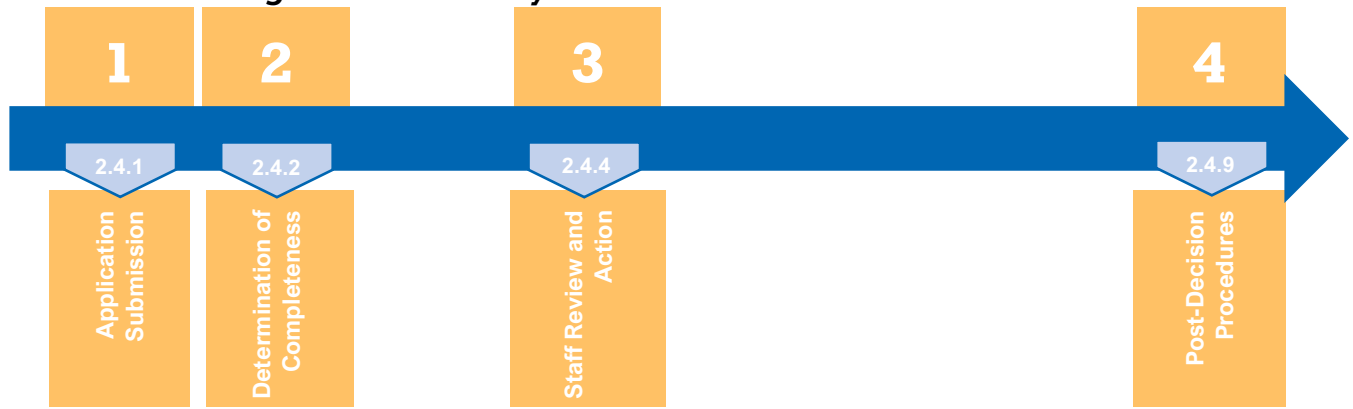 1
2
3
4
2.4.1
2.4.2
2.4.4
2.4.9
Application
Submission
Determination of
Completeness
Staff Review and
Action
Post-Decision
Procedures